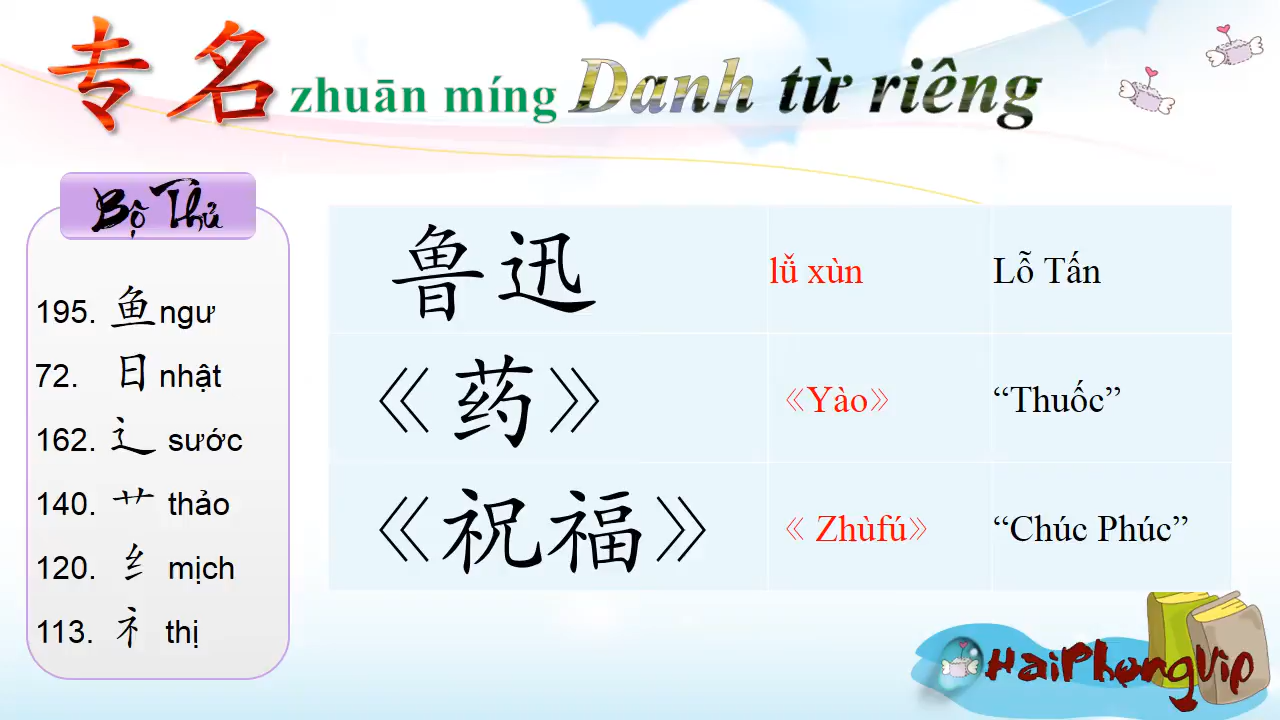 专名 zhuān míng Danh từ riêng
Bộ Thủ
195. 鱼 ngư
72. 日 nhật
162. 辶 sước
140. 艹 thảo
120. 纟 mịch
113. 礻 thị
鲁迅 lǚ xùn Lỗ Tấn
《药》 《Yào》 “Thuốc”
《祝福》 《 Zhùfú》 “Chúc Phúc”
HaiPhongVip